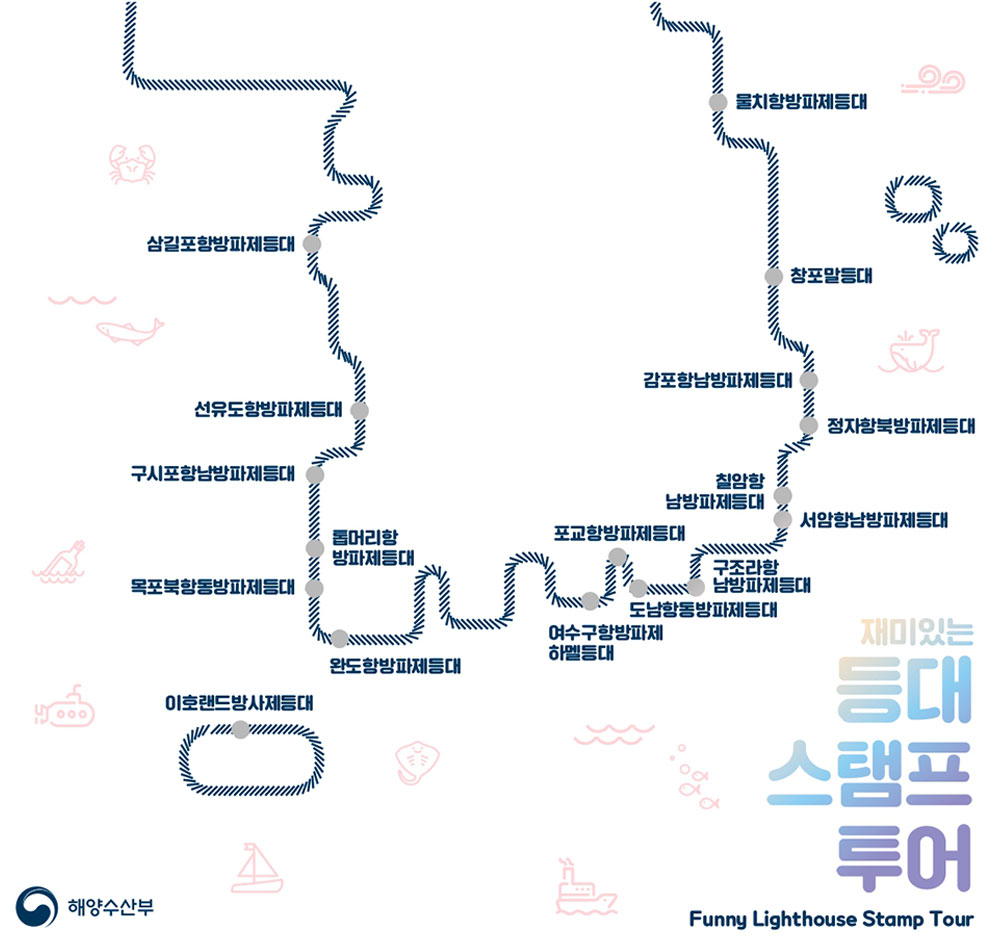 물치항방파제등대
삼길포항방파제등대
창포말등대
감포항남방파제등대
선유도항방파제등대
정자항북방파제등대
구시포항남방파제등대
칠암항
남방파제등대
서암항남방파제등대
톱머리항
방파제등대
포교항방파제등대
구조라항
남방파제등대
목포북항동방파제등대
도남항동방파제등대
여수구항방파제
하멜등대
완도항방파제등대
이호랜드방사제등대
재미있는
등대
스탬프
투어
Funny Lighthouse Stamp Tour
해양수산부